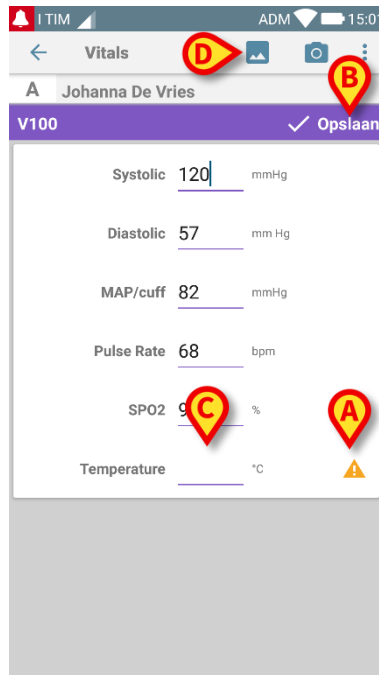 I TIM ADM 15:01
Vitals
D
B
A Johanna De Vries
V100 Opslaan
Systolic 120 mmHg
Diastolic 57 mm Hg
MAP/cuff 82 mmHg
Pulse Rate 68 bpm
SPO2 %
C
A
Temperature °C